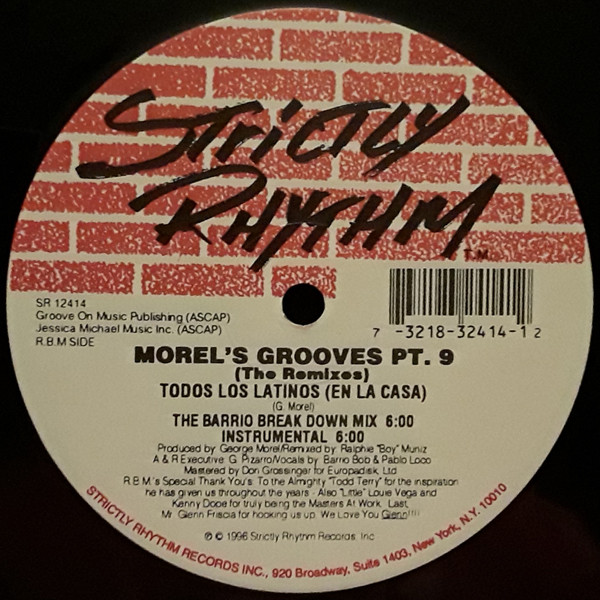 STRICTLY
RHYTHM
T.M.
SR 12414
Groove On Music Publishing (ASCAP)
Jessica Michael Music Inc. (ASCAP)
R.B.M SIDE
7 -3218-32414-1 2
MOREL'S GROOVES PT. 9
(The Remixes)
TODOS LOS LATINOS (EN LA CASA)
(G. Morel)
THE BARRIO BREAK DOWN MIX 6:00
INSTRUMENTAL 6:00
Produced by: George Morel/Remixed by: Ralphie "Boy" Muniz
A & R Executive: G. Pizarro/Vocals by: Barrio Bob & Pablo Loco
Mastered by Don Grossinger for Europadisk, Ltd
R.B.M.'s Special Thank You's: To the Almighty "Todd Terry" for the inspiration
he has given us throughout the years - Also "Little" Louie Vega and
Kenny Dope for truly being the Masters At Work. Last,
Mr. Glenn Friscia for hooking us up. We Love You Glenn!!!!
℗ © 1996 Strictly Rhythm Records, Inc
STRICTLY RHYTHM RECORDS INC., 920 Broadway, Suite 1403, New York, N.Y. 10010